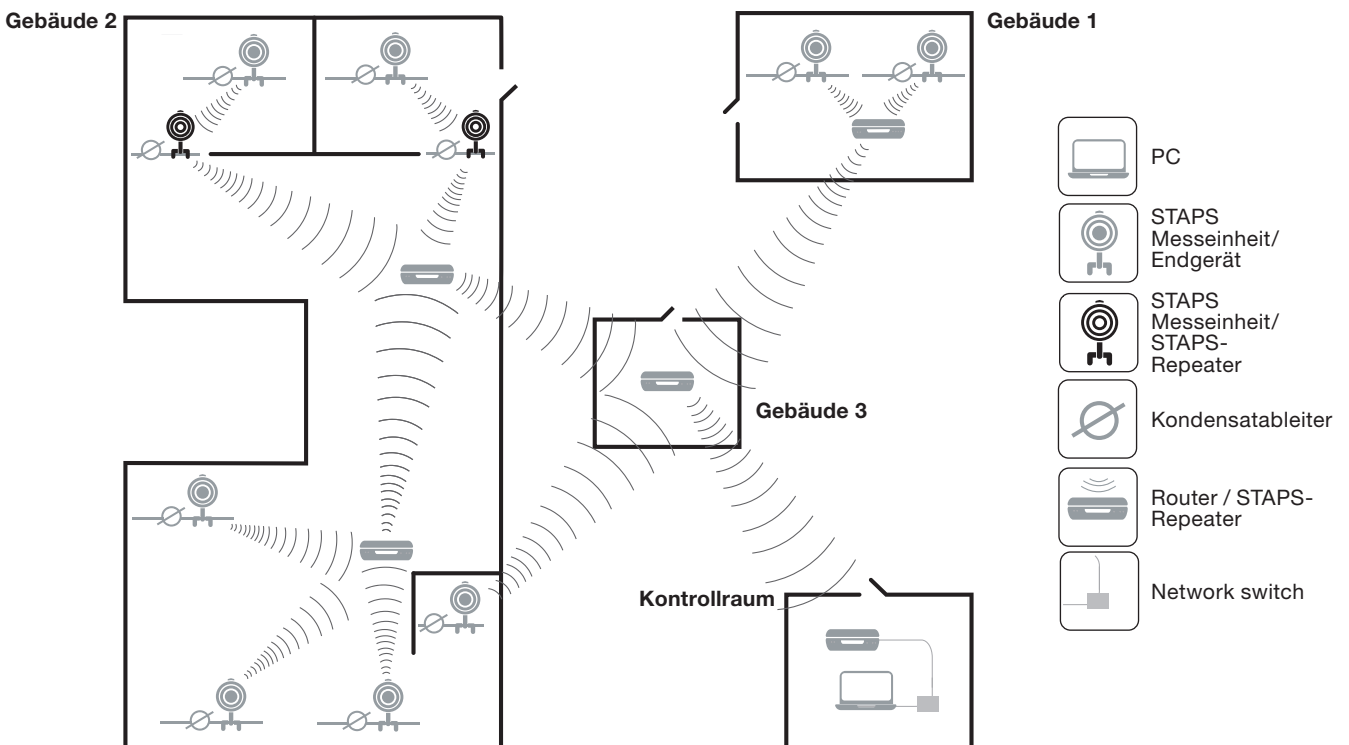 Gebäude 2
Gebäude 1
PC
STAPS
Messeinheit/
Endgerät
STAPS
Messeinheit/
STAPS-
Repeater
Gebäude 3
Kondensatableiter
Router / STAPS-
Repeater
Kontrollraum
Network switch